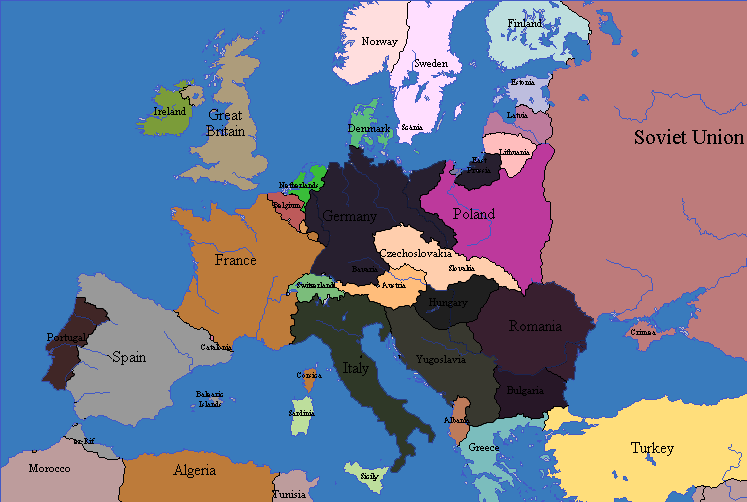 Finland
Norway
Sweden
Estonia
Ireland
Great
Britain
Latvia
Denmark
Scania
Soviet Union
Lithuania
East
Prussia
Netherlands
Belgium
Germany
Poland
France
Czechoslovakia
Bavaria
Slovakia
Switzerland
Austria
Hungary
Romania
Crimea
Portugal
Catalonia
Spain
Italy
Yugoslavia
Corsica
Bulgaria
Balearic
Islands
Sardinia
Albania
Greece
Turkey
er-Rif
Morocco
Algeria
Sicily
Tunisia